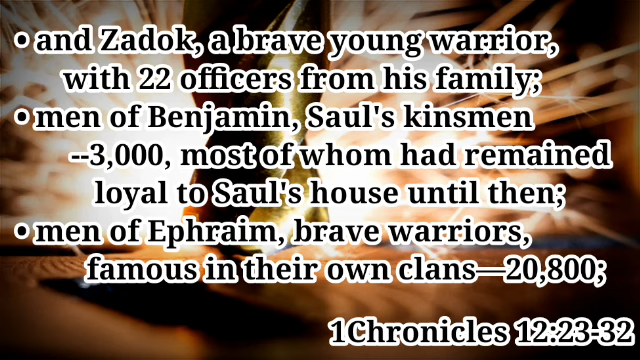 • and Zadok, a brave young warrior,
with 22 officers from his family;
• men of Benjamin, Saul's kinsmen
--3,000, most of whom had remained
loyal to Saul's house until then;
• men of Ephraim, brave warriors,
famous in their own clans—20,800;
1Chronicles 12:23-32